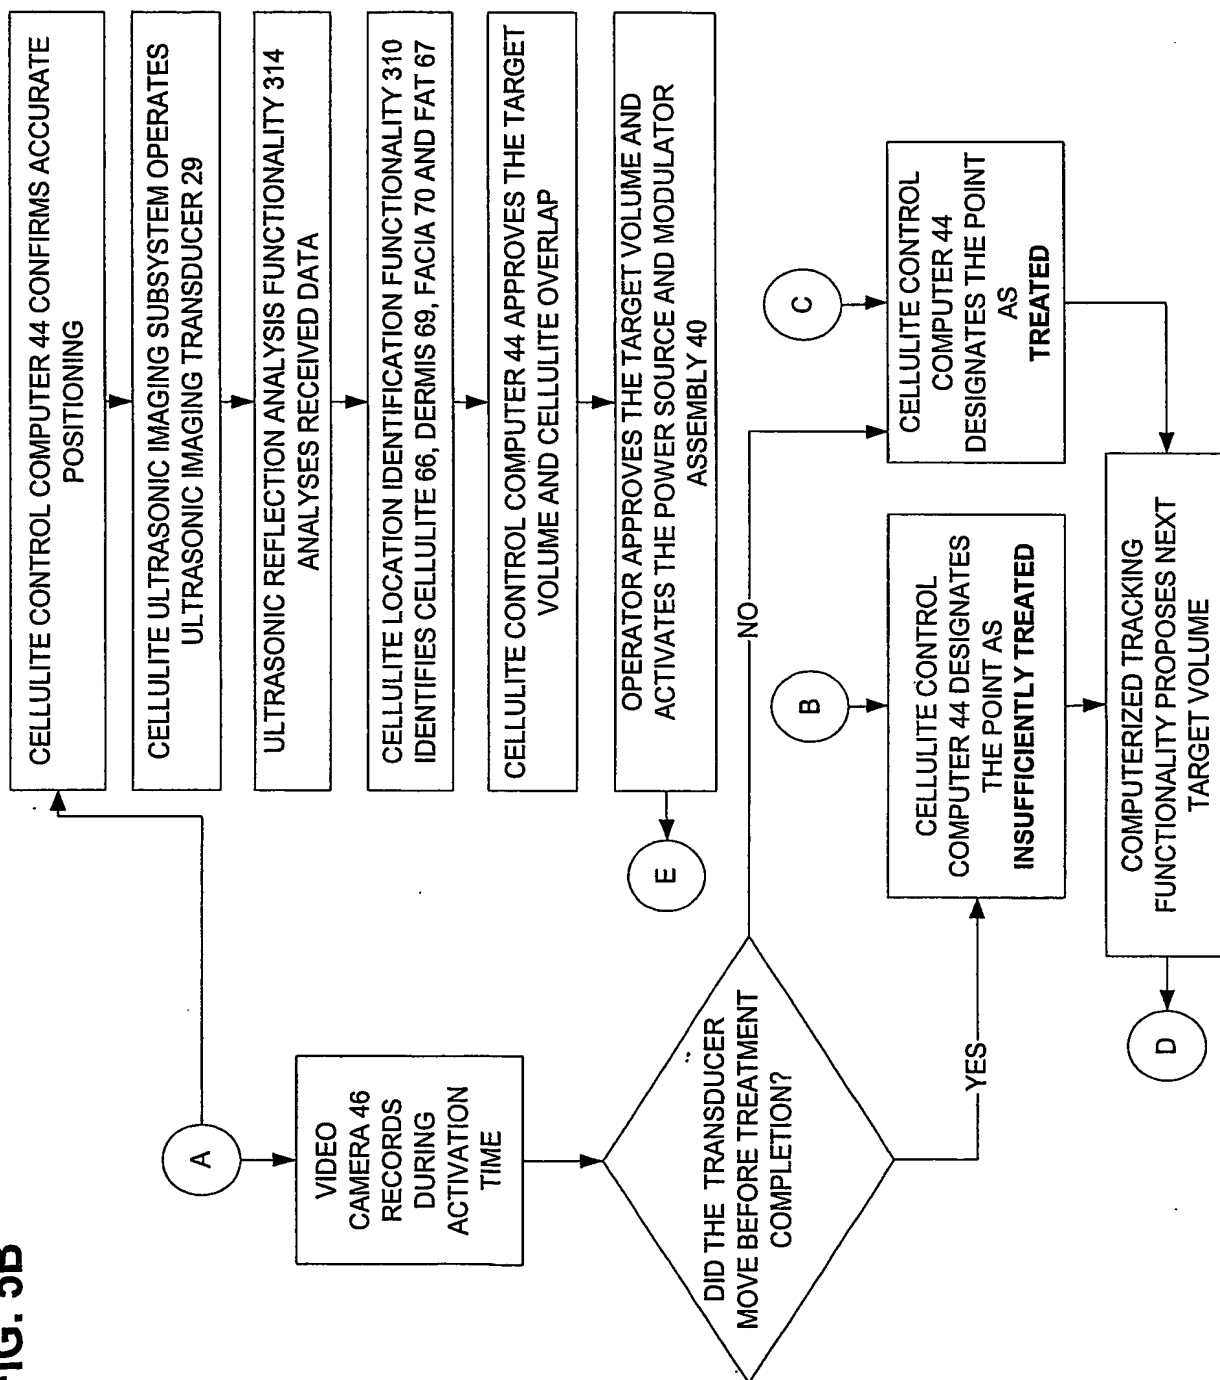 FIG. 5B
A
VIDEO
CAMERA 46
RECORDS
DURING
ACTIVATION
TIME
DID THE TRANSDUCER
MOVE BEFORE TREATMENT
COMPLETION?
YES
NO
CELLULITE CONTROL COMPUTER 44 CONFIRMS ACCURATE
POSITIONING
CELLULITE ULTRASONIC IMAGING SUBSYSTEM OPERATES
ULTRASONIC IMAGING TRANSDUCER 29
ULTRASONIC REFLECTION ANALYSIS FUNCTIONALITY 314
ANALYSES RECEIVED DATA
CELLULITE LOCATION IDENTIFICATION FUNCTIONALITY 310
IDENTIFIES CELLULITE 66, DERMIS 69, FACIA 70 AND FAT 67
CELLULITE CONTROL COMPUTER 44 APPROVES THE TARGET
VOLUME AND CELLULITE OVERLAP
OPERATOR APPROVES THE TARGET VOLUME AND
ACTIVATES THE POWER SOURCE AND MODULATOR
ASSEMBLY 40
E
B
CELLULITE CONTROL
COMPUTER 44 DESIGNATES
THE POINT AS
INSUFFICIENTLY TREATED
C
CELLULITE CONTROL
COMPUTER 44
DESIGNATES THE POINT
AS
TREATED
COMPUTERIZED TRACKING
FUNCTIONALITY PROPOSES NEXT
TARGET VOLUME
D